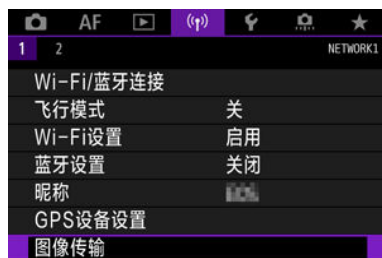 AF
1 2 NETWORK1
Wi-Fi/蓝牙连接
飞行模式 关
Wi-Fi设置 启用
蓝牙设置 关闭
昵称
GPS设备设置
图像传输